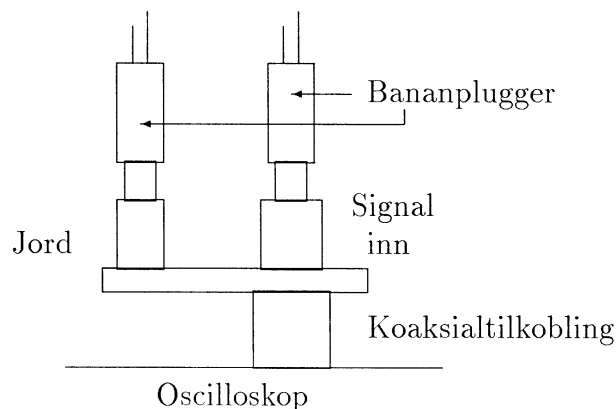 Bananplugger
Signal
inn
Jord
Koaksialtilkobling
Oscilloskop